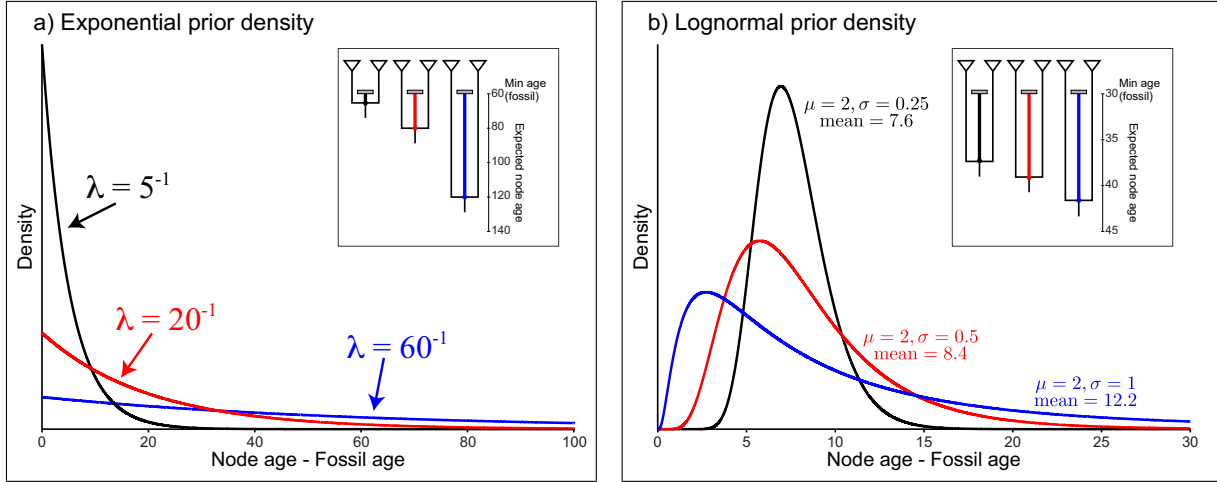 a) Exponential prior density
Density
λ = 5⁻¹
λ = 20⁻¹
λ = 60⁻¹
Min age
(fossil)
60
80
100
120
140
Expected node age
0
20
40
60
80
100
Node age - Fossil age
b) Lognormal prior density
Density
μ = 2, σ = 0.25
mean = 7.6
μ = 2, σ = 0.5
mean = 8.4
μ = 2, σ = 1
mean = 12.2
Min age
(fossil)
30
35
40
45
Expected node age
0
5
10
15
20
25
30
Node age - Fossil age